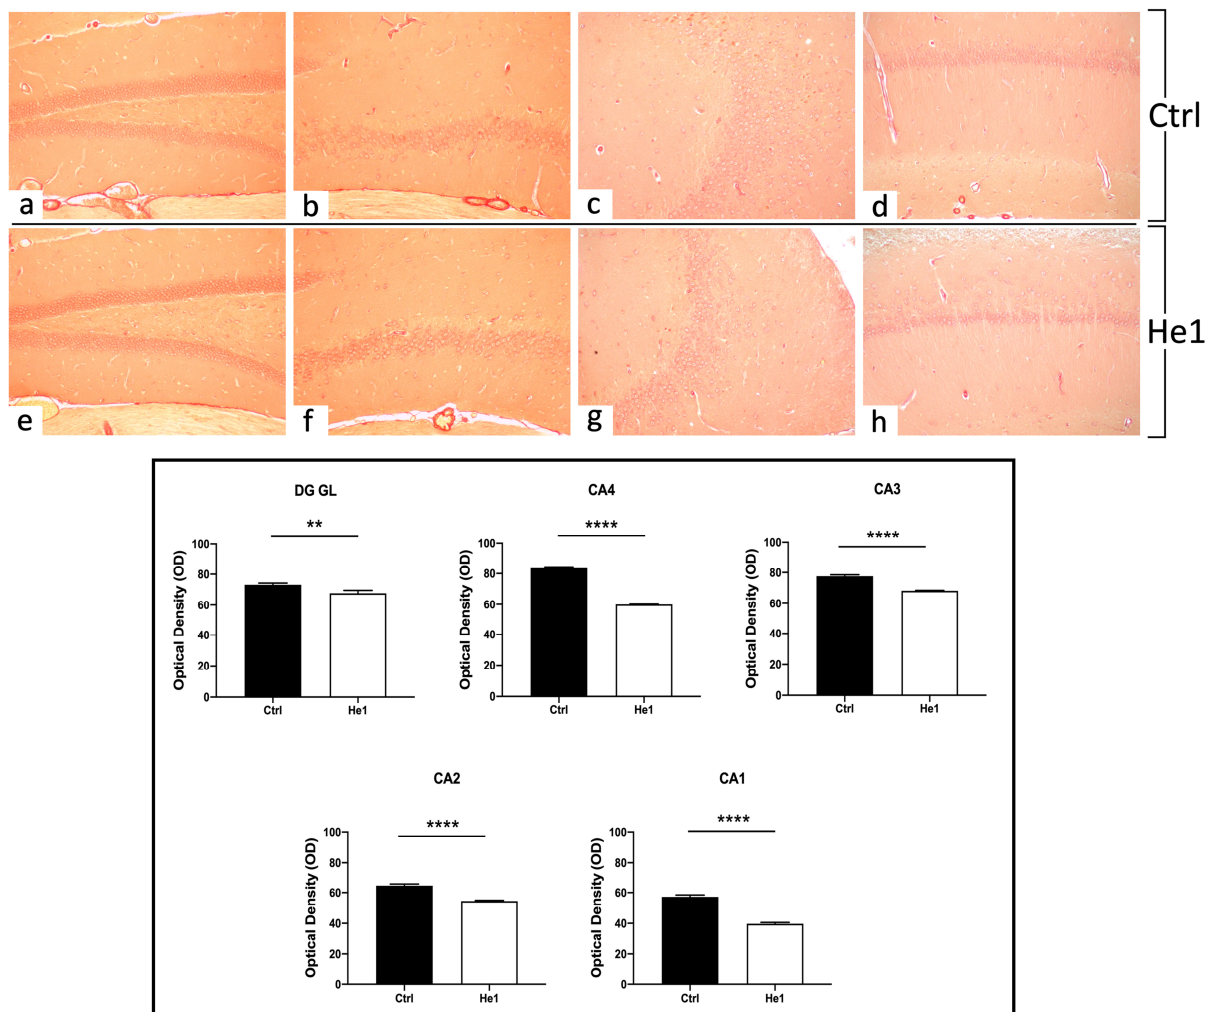 a
b
c
d
Ctrl
e
f
g
h
He1
DG GL
**
Optical Density (OD)
100
80
60
40
20
0
Ctrl
He1
CA4
****
Optical Density (OD)
100
80
60
40
20
0
Ctrl
He1
CA3
****
Optical Density (OD)
100
80
60
40
20
0
Ctrl
He1
CA2
****
Optical Density (OD)
100
80
60
40
20
0
Ctrl
He1
CA1
****
Optical Density (OD)
100
80
60
40
20
0
Ctrl
He1